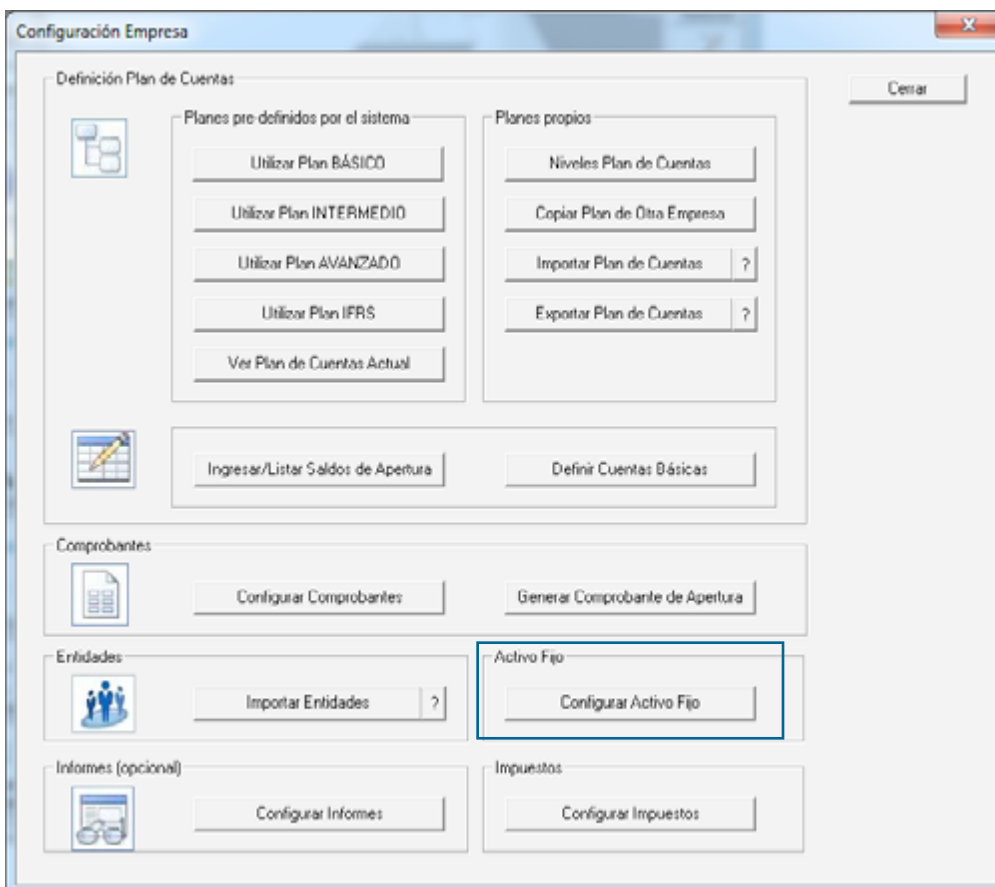 Configuración Empresa
Definición Plan de Cuentas
Cerrar
Planes pre-definidos por el sistema
Planes propios
Utilizar Plan BÁSICO
Niveles Plan de Cuentas
Utilizar Plan INTERMEDIO
Copiar Plan de Otra Empresa
Utilizar Plan AVANZADO
Importar Plan de Cuentas ?
Utilizar Plan IFRS
Exportar Plan de Cuentas ?
Ver Plan de Cuentas Actual
Ingresar/Listar Saldos de Apertura
Definir Cuentas Básicas
Comprobantes
Configurar Comprobantes
Generar Comprobante de Apertura
Entidades
Activo Fijo
Importar Entidades ?
Configurar Activo Fijo
Informes (opcional)
Impuestos
Configurar Informes
Configurar Impuestos